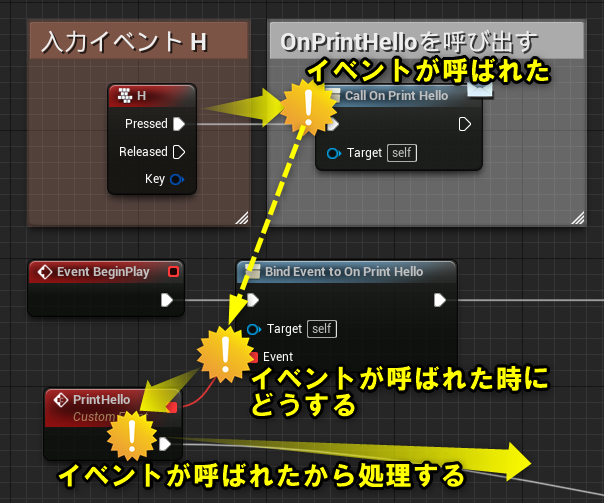 入力イベント H
OnPrintHelloを呼び出す
イベントが呼ばれた
H
Call On Print Hello
Pressed
Released
Target self
Key
Event BeginPlay
Bind Event to On Print Hello
Target self
Event
イベントが呼ばれた時に
どうする
PrintHello
Custom
イベントが呼ばれたから処理する